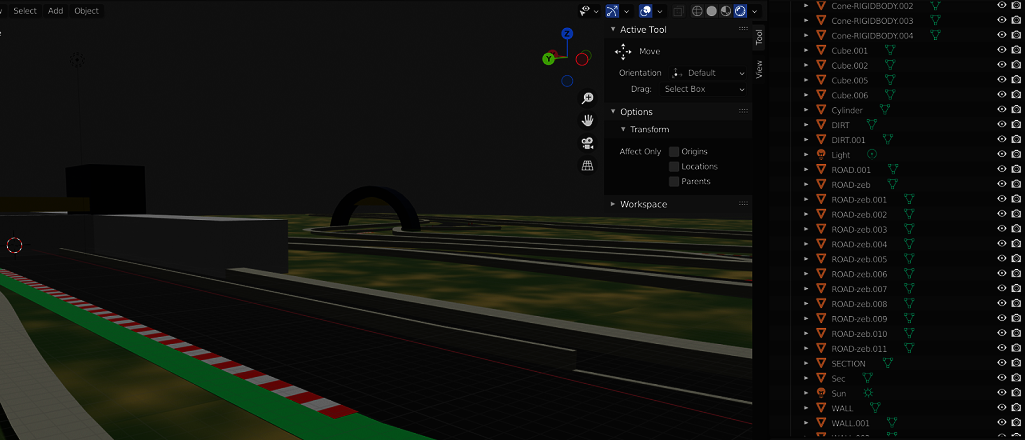 Select Add Object
Z
Y
Active Tool
Move
Orientation Default
Drag: Select Box
Options
Transform
Affect Only Origins
Locations
Parents
Workspace
Tool
View
Cone-RIGIDBODY.002
Cone-RIGIDBODY.003
Cone-RIGIDBODY.004
Cube.001
Cube.002
Cube.005
Cube.006
Cylinder
DIRT
DIRT.001
Light
ROAD.001
ROAD-zeb
ROAD-zeb.001
ROAD-zeb.002
ROAD-zeb.003
ROAD-zeb.004
ROAD-zeb.005
ROAD-zeb.006
ROAD-zeb.007
ROAD-zeb.008
ROAD-zeb.009
ROAD-zeb.010
ROAD-zeb.011
SECTION
Sec
Sun
WALL
WALL.001